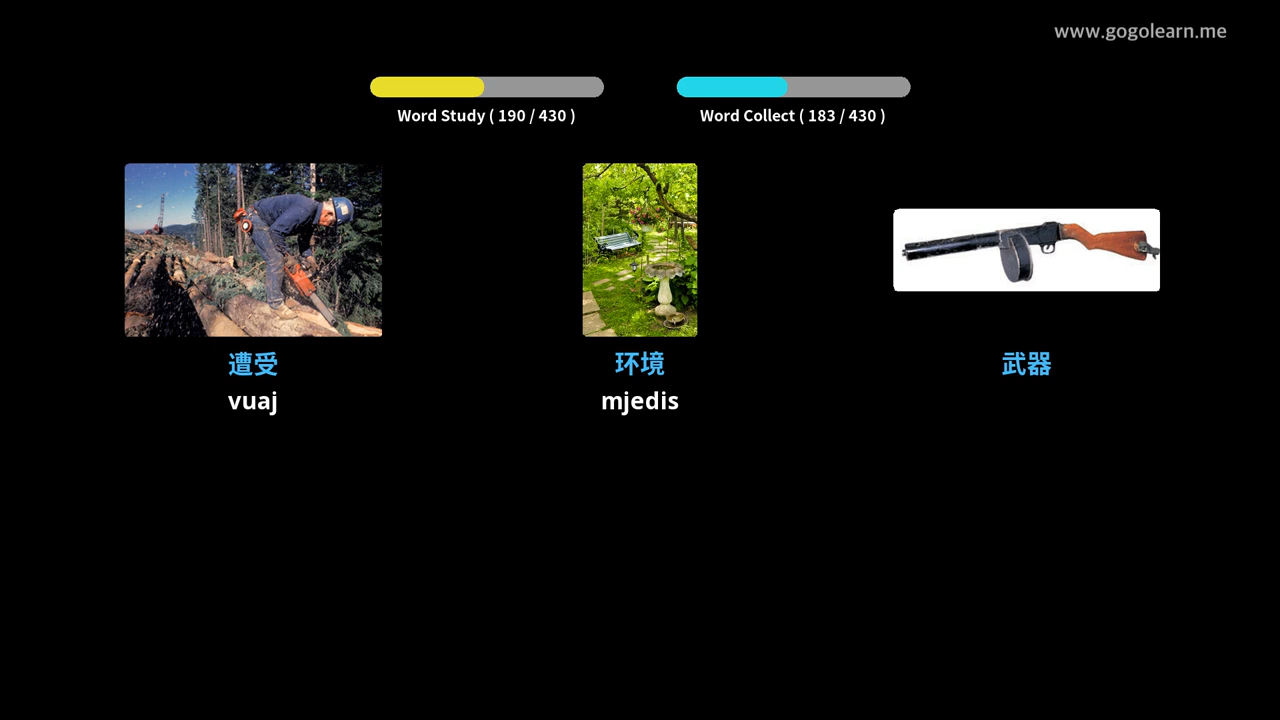 www.gogolearn.me
Word Study ( 190 / 430 )
Word Collect ( 183 / 430 )
遭受
vuaj
环境
mjedis
武器